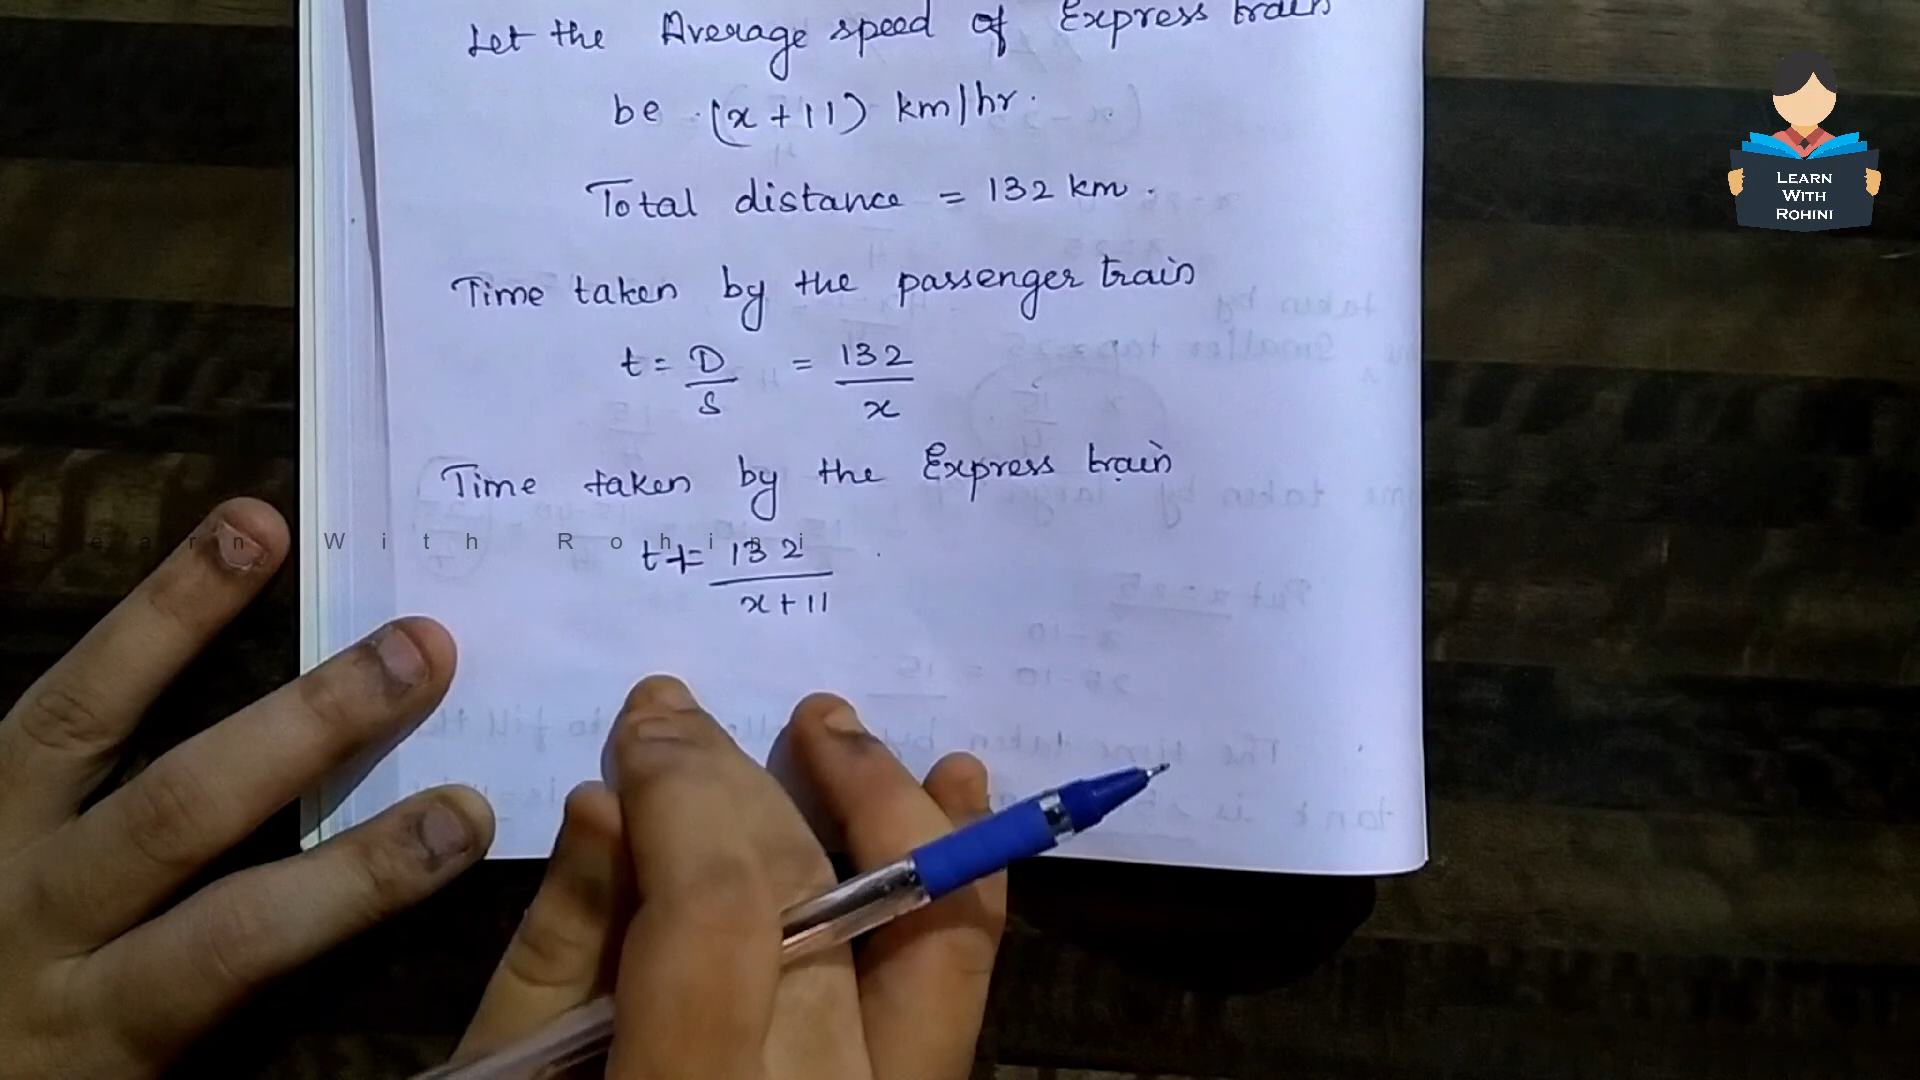 Let the Average speed of Express train
be (x+11) km/hr.
Total distance = 132 km.
Time taken by the passenger train
t = D/S = 132/x
Time taken by the Express train
t = 132/x+11
Learn With Rohini
LEARN
WITH
ROHINI